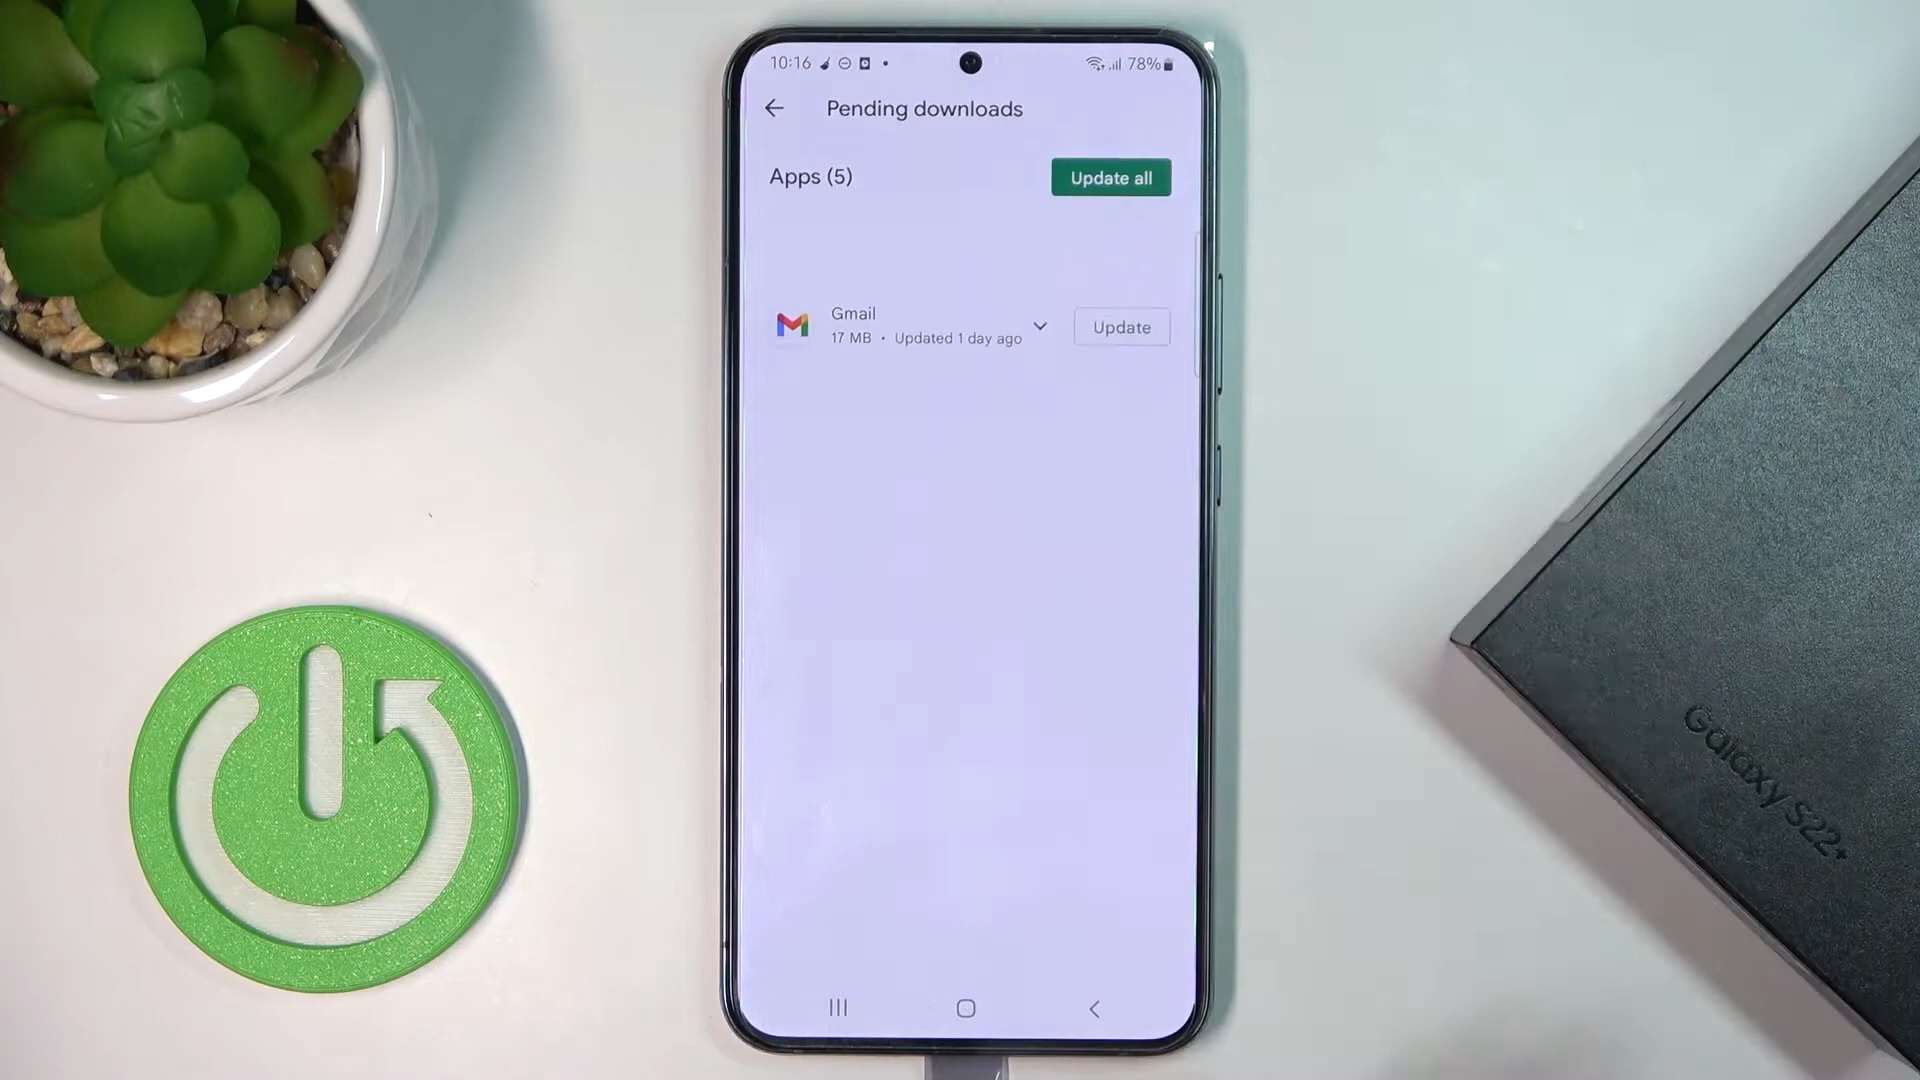 10:16 78%
Pending downloads
Apps (5) Update all
Gmail
17 MB • Updated 1 day ago
Update
Galaxy S22+